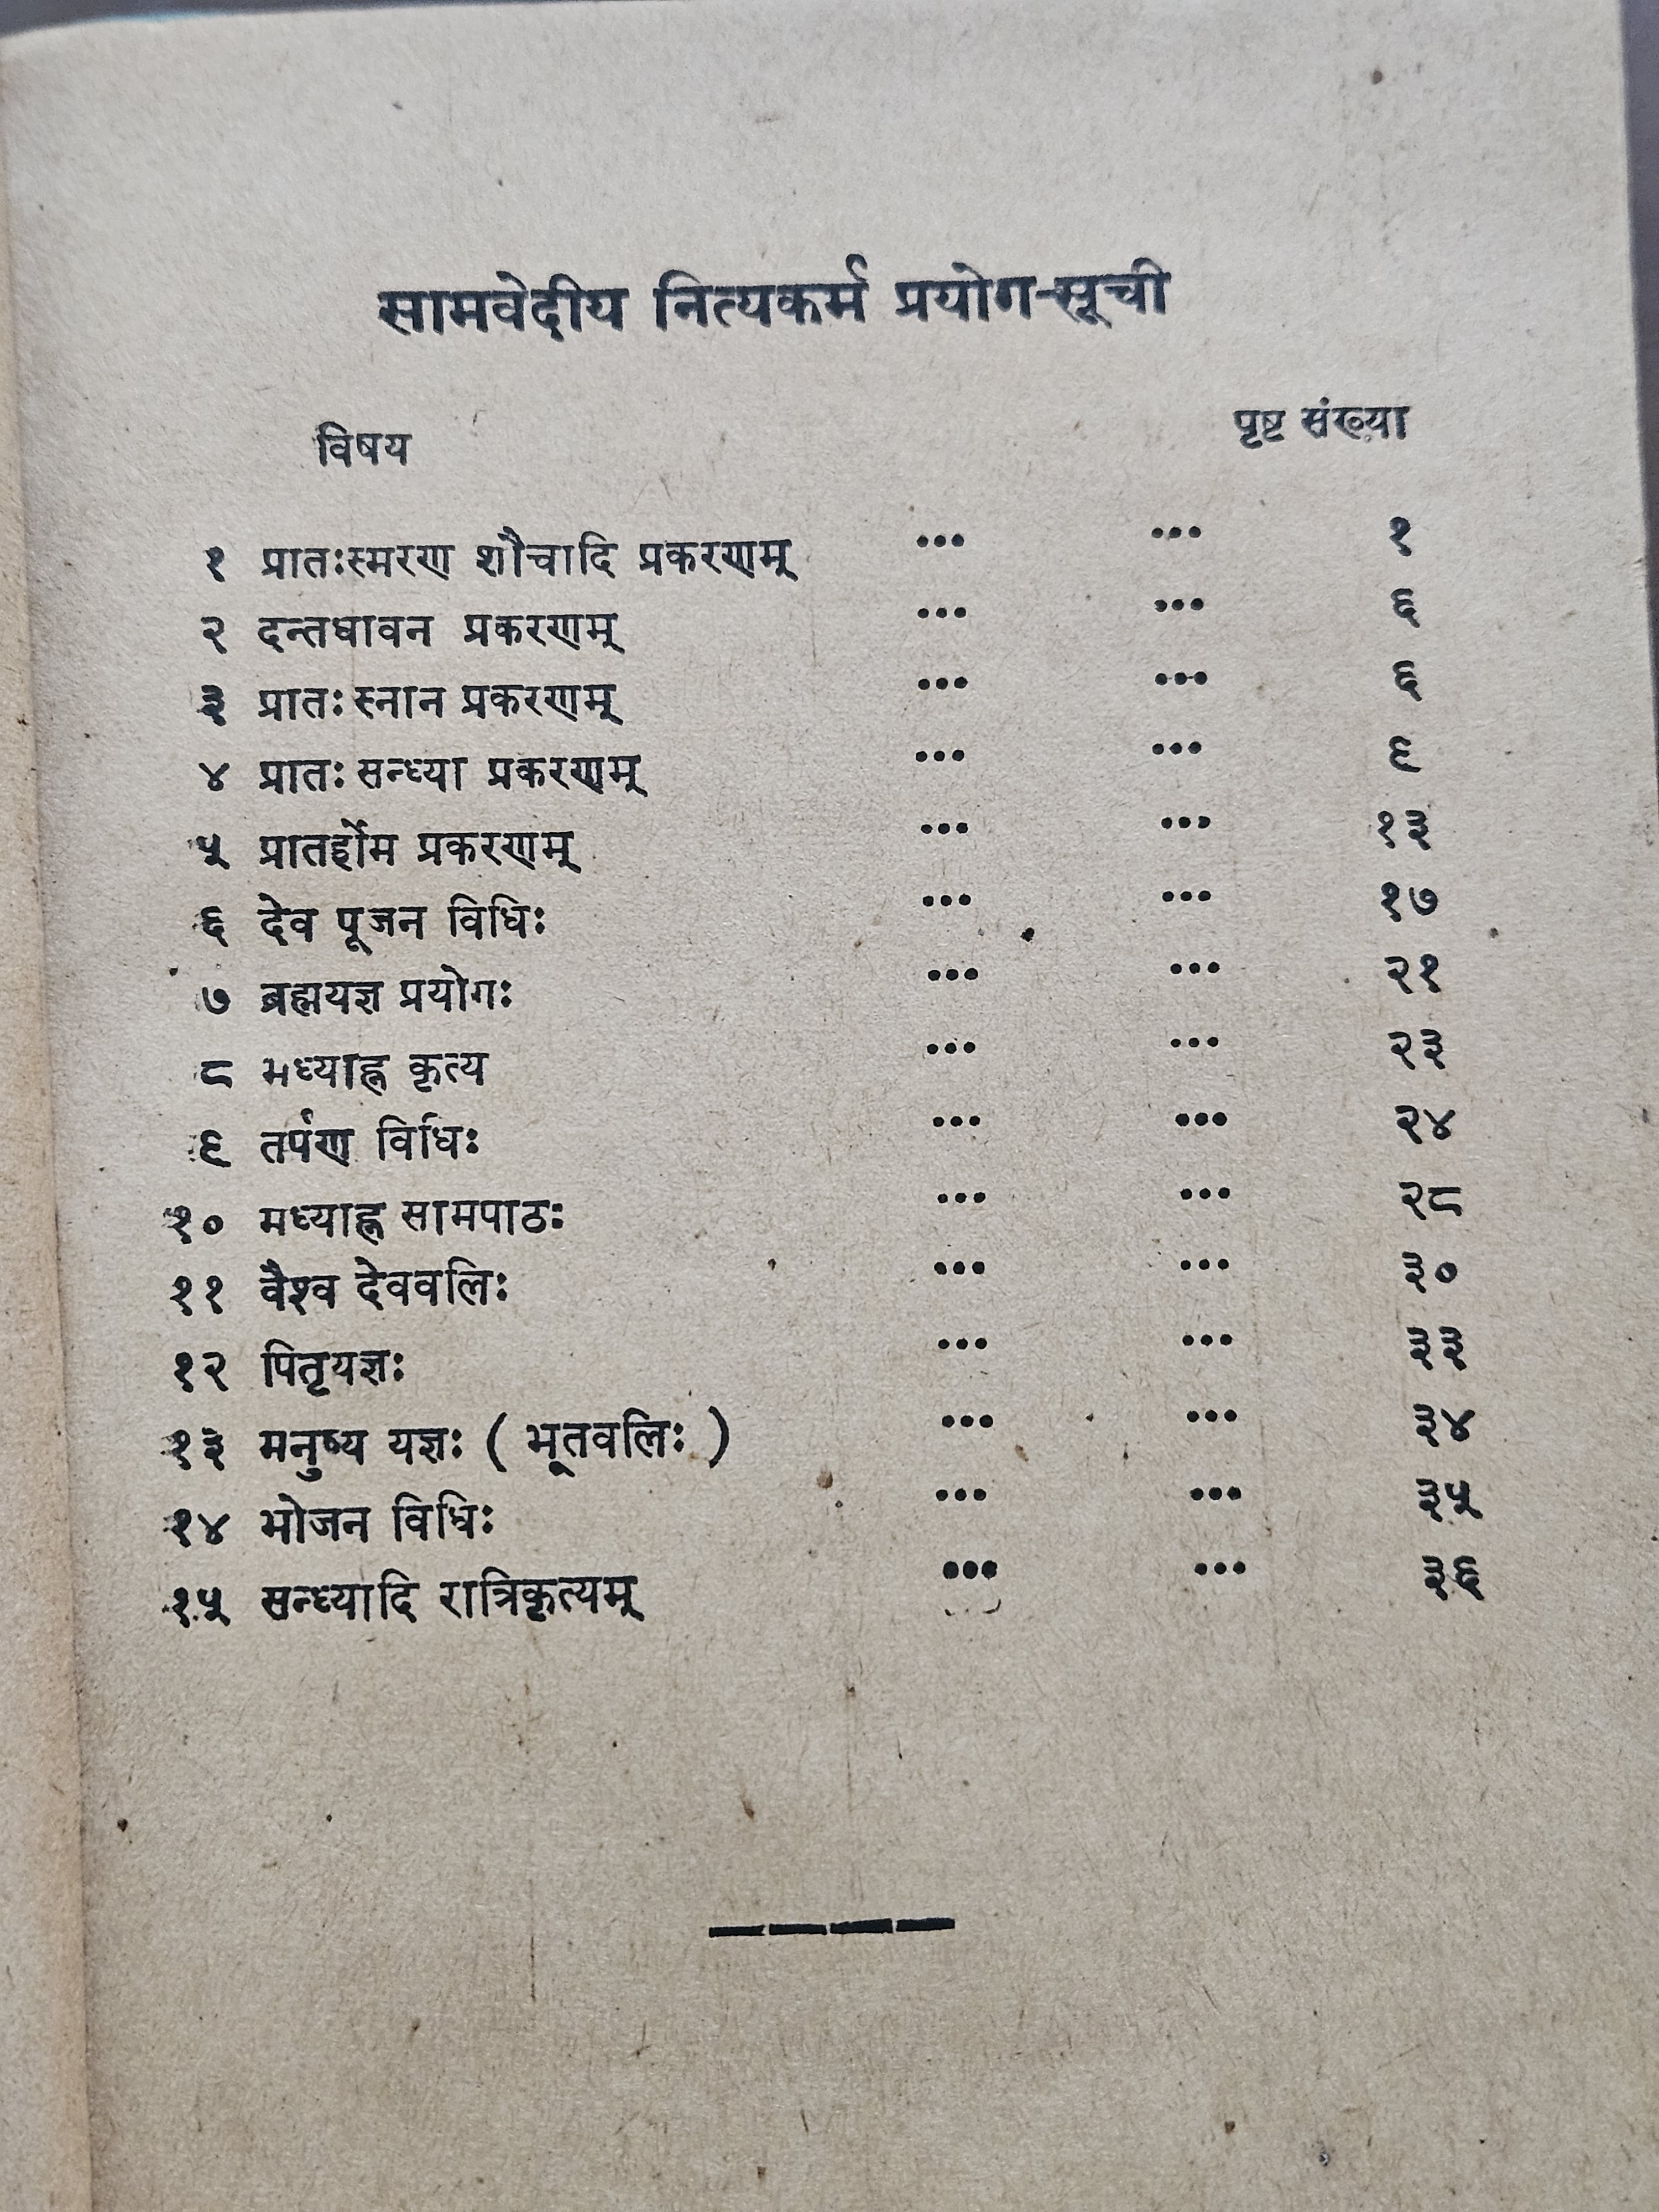 सामवेदीय नित्यकर्म प्रयोग-सूची
विषय पृष्ट संख्या
१ प्रातःस्मरण शौचादि प्रकरणम् ... ... १
२ दन्तधावन प्रकरणम् ... ... ६
३ प्रातः स्नान प्रकरणम् ... ... ६
४ प्रातः सन्ध्या प्रकरणम् ... ... ९
५ प्रातर्होम प्रकरणम् ... ... १३
६ देव पूजन विधिः ... ... १७
७ ब्रह्मयज्ञ प्रयोगः ... ... २१
८ मध्याह्न कृत्य ... ... २३
९ तर्पण विधिः ... ... २४
१० मध्याह्न सामपाठः ... ... २८
११ वैश्व देववलिः ... ... ३०
१२ पितृयज्ञः ... ... ३३
१३ मनुष्य यज्ञः ( भूतवलिः ) ... ... ३४
१४ भोजन विधिः ... ... ३५
१५ सन्ध्यादि रात्रिकृत्यम् ... ... ३६